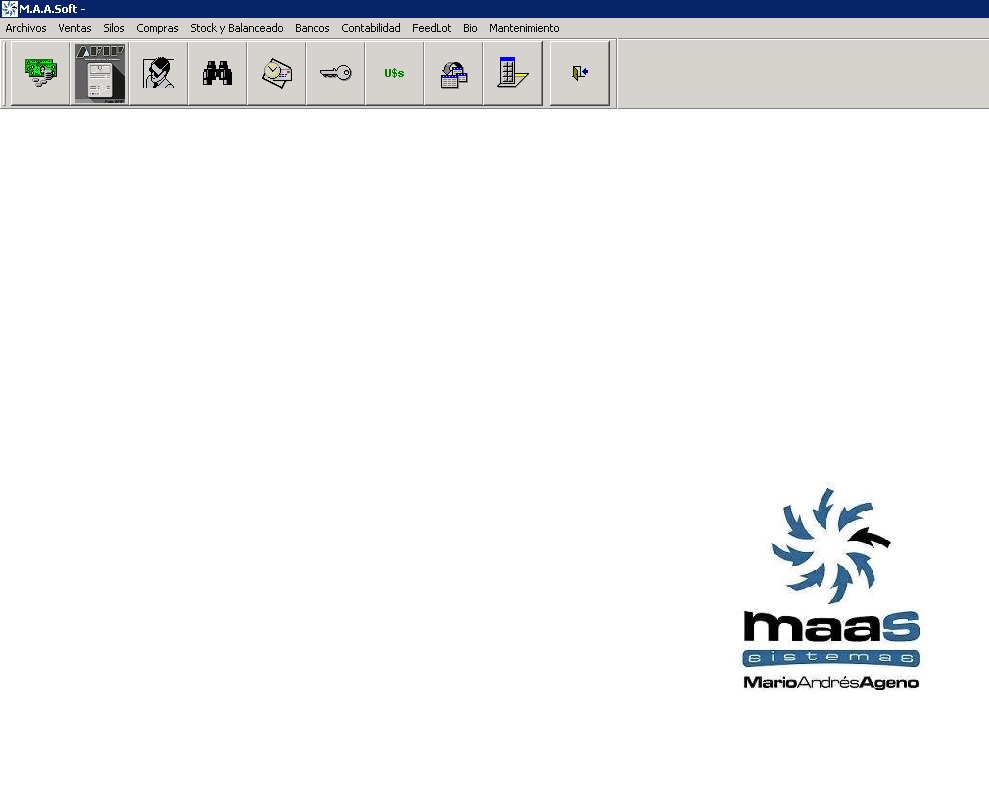 M.A.A.Soft -
Archivos Ventas Silos Compras Stock y Balanceado Bancos Contabilidad FeedLot Bio Mantenimiento
U$s
maas
sistemas
MarioAndrésAgeno